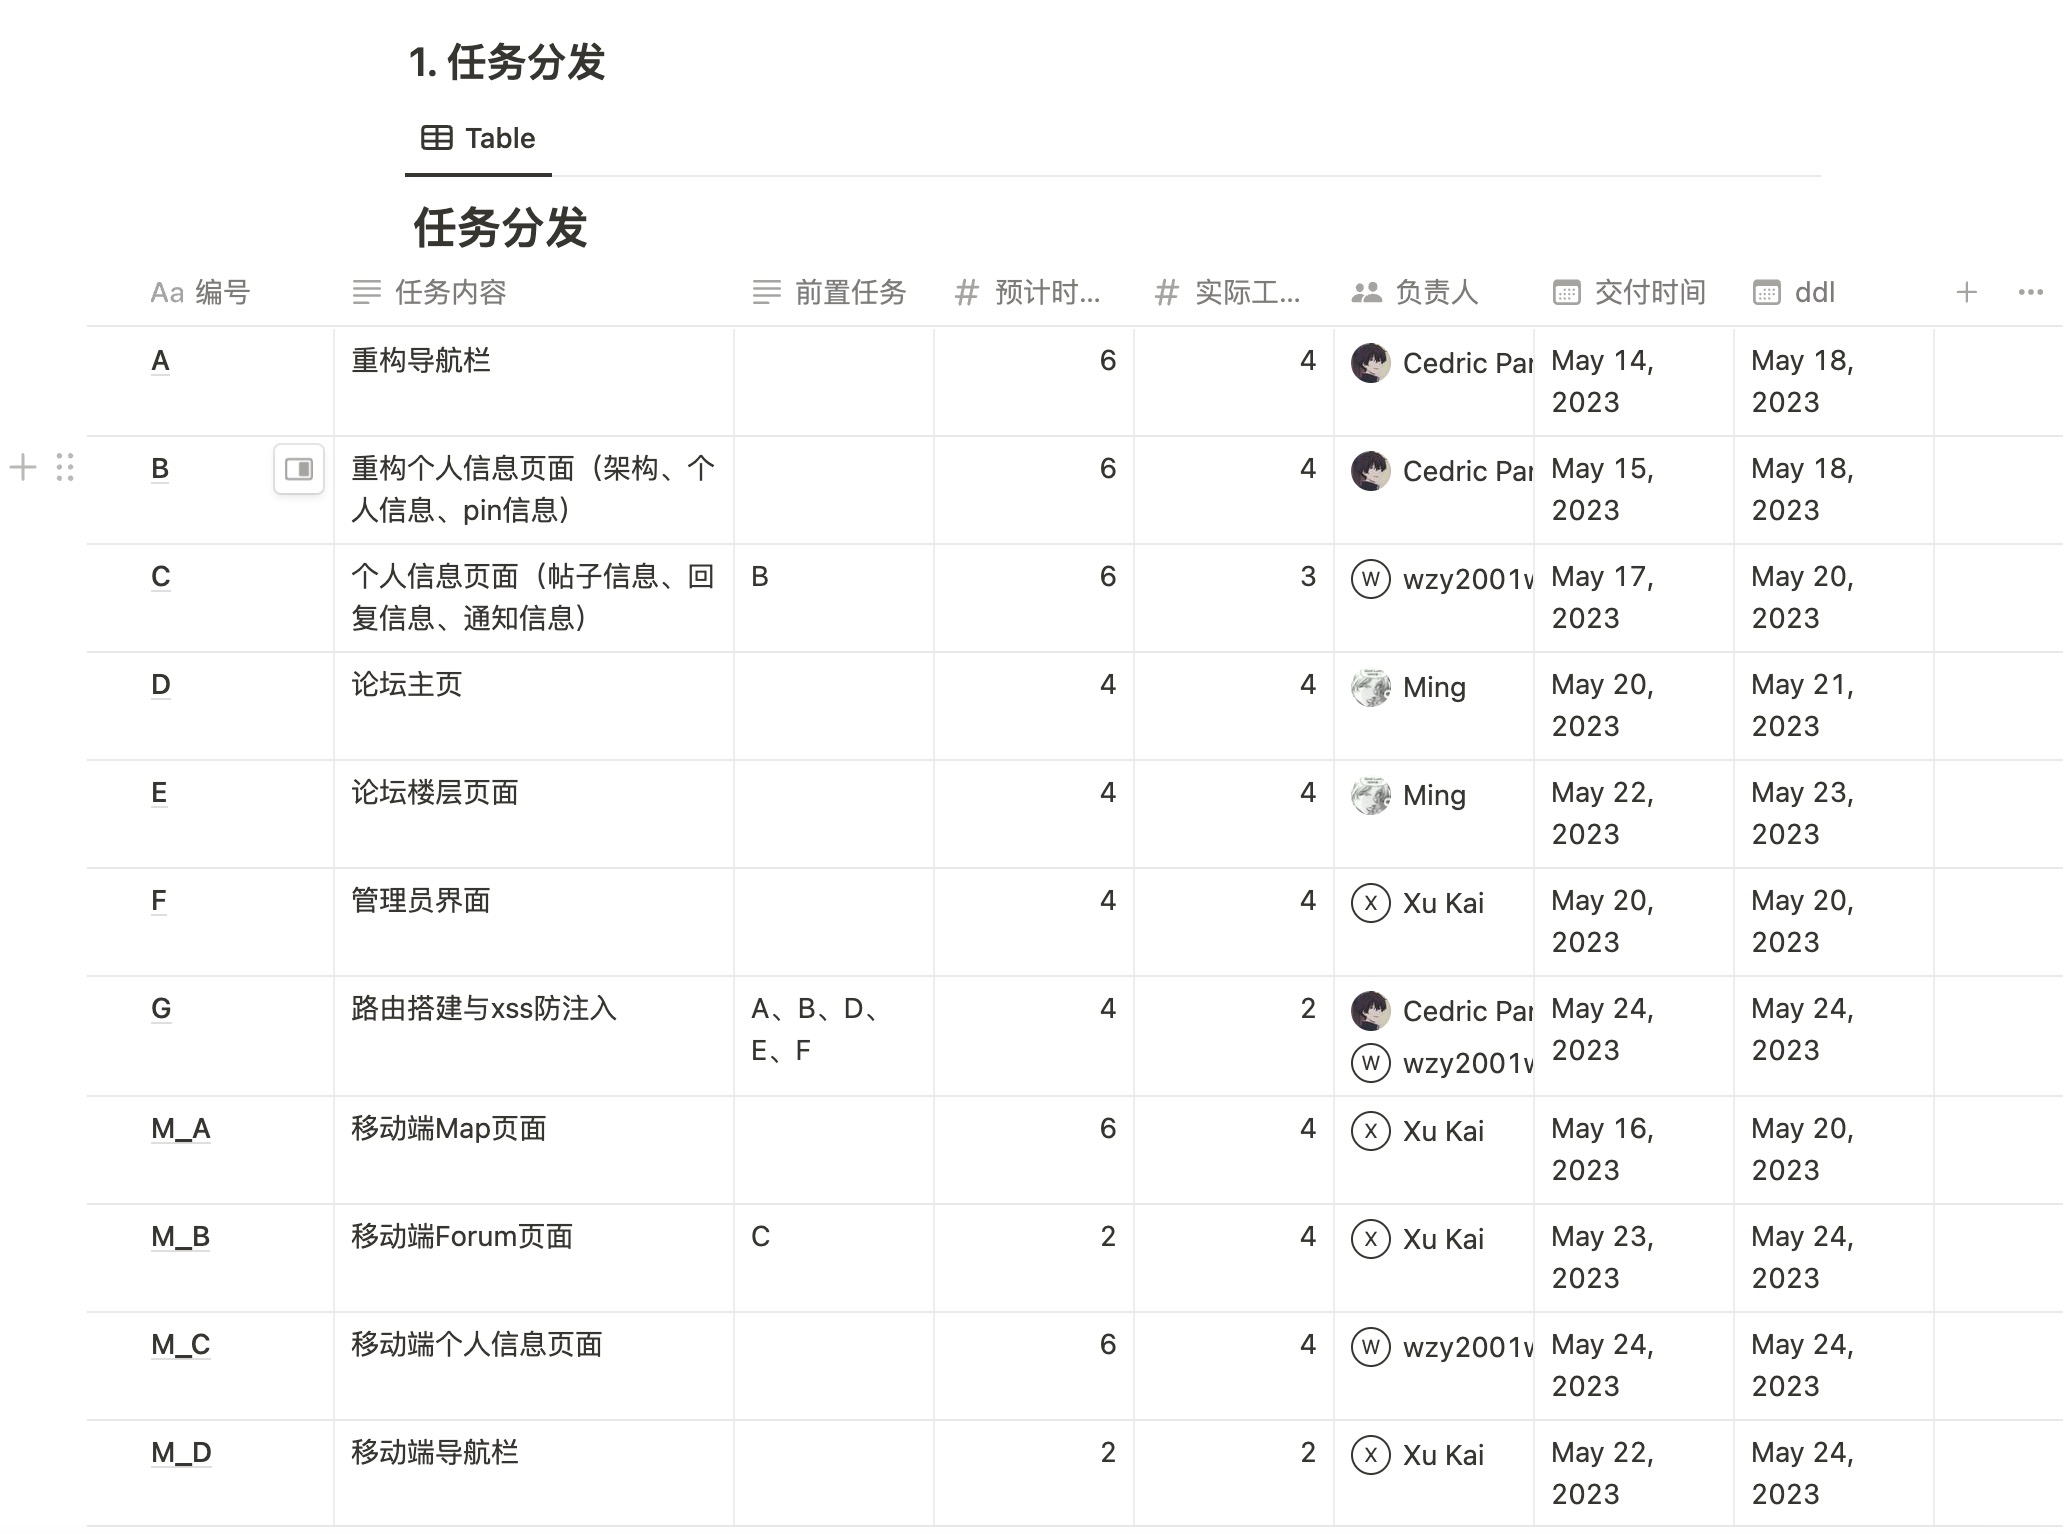 1. 任务分发
Table
任务分发
Aa 编号 任务内容 前置任务 # 预计时... # 实际工... 负责人 交付时间 ddl
A 重构导航栏 6 4 Cedric Par May 14,
2023 May 18,
2023
B 重构个人信息页面（架构、个
人信息、pin信息） 6 4 Cedric Par May 15,
2023 May 18,
2023
C 个人信息页面（帖子信息、回
复信息、通知信息） B 6 3 W wzy2001w May 17,
2023 May 20,
2023
D 论坛主页 4 4 Ming May 20,
2023 May 21,
2023
E 论坛楼层页面 4 4 Ming May 22,
2023 May 23,
2023
F 管理员界面 4 4 X Xu Kai May 20,
2023 May 20,
2023
G 路由搭建与xss防注入 A、B、D、
E、F 4 2 Cedric Par
W wzy2001w May 24,
2023 May 24,
2023
M_A 移动端Map页面 6 4 X Xu Kai May 16,
2023 May 20,
2023
M_B 移动端Forum页面 C 2 4 X Xu Kai May 23,
2023 May 24,
2023
M_C 移动端个人信息页面 6 4 W wzy2001w May 24,
2023 May 24,
2023
M_D 移动端导航栏 2 2 X Xu Kai May 22,
2023 May 24,
2023